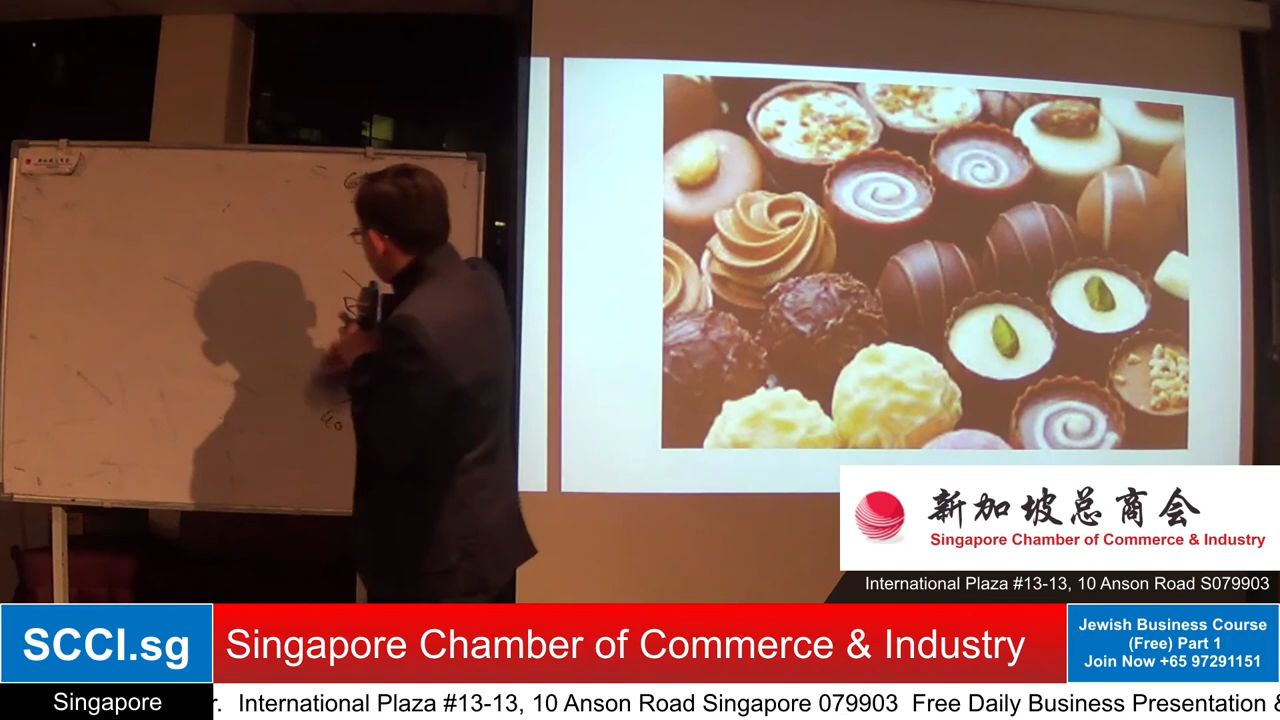 40
新加坡总商会
Singapore Chamber of Commerce & Industry
International Plaza #13-13, 10 Anson Road S079903
SCCI.sg
Singapore Chamber of Commerce & Industry
Jewish Business Course
(Free) Part 1
Join Now +65 97291151
Singapore
r. International Plaza #13-13, 10 Anson Road Singapore 079903 Free Daily Business Presentation &